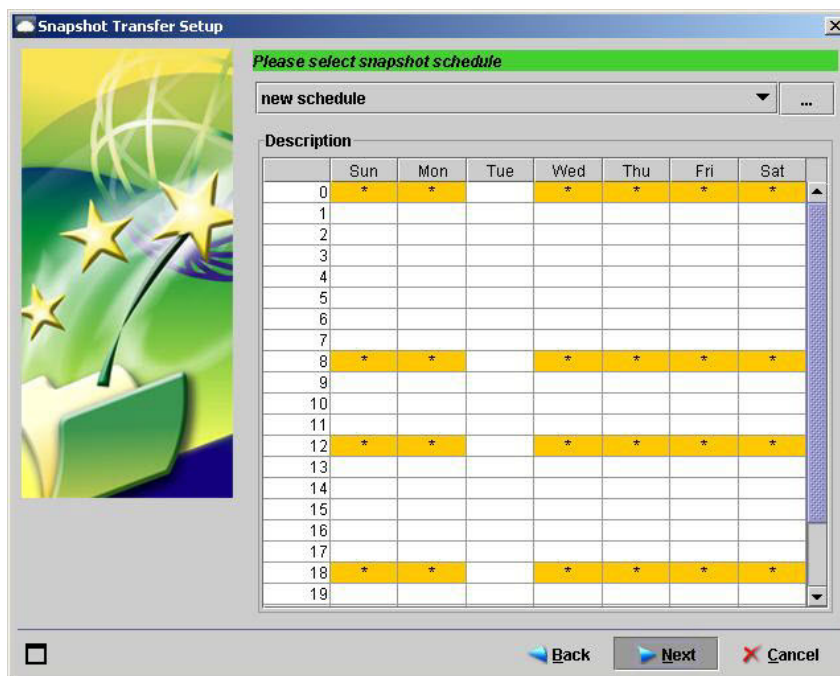 Snapshot Transfer Setup
Please select snapshot schedule
new schedule
...
Description
Sun Mon Tue Wed Thu Fri Sat
0 * * * * * *
1
2
3
4
5
6
7
8 * * * * * *
9
10
11
12 * * * * * *
13
14
15
16
17
18 * * * * * *
19
Back Next Cancel